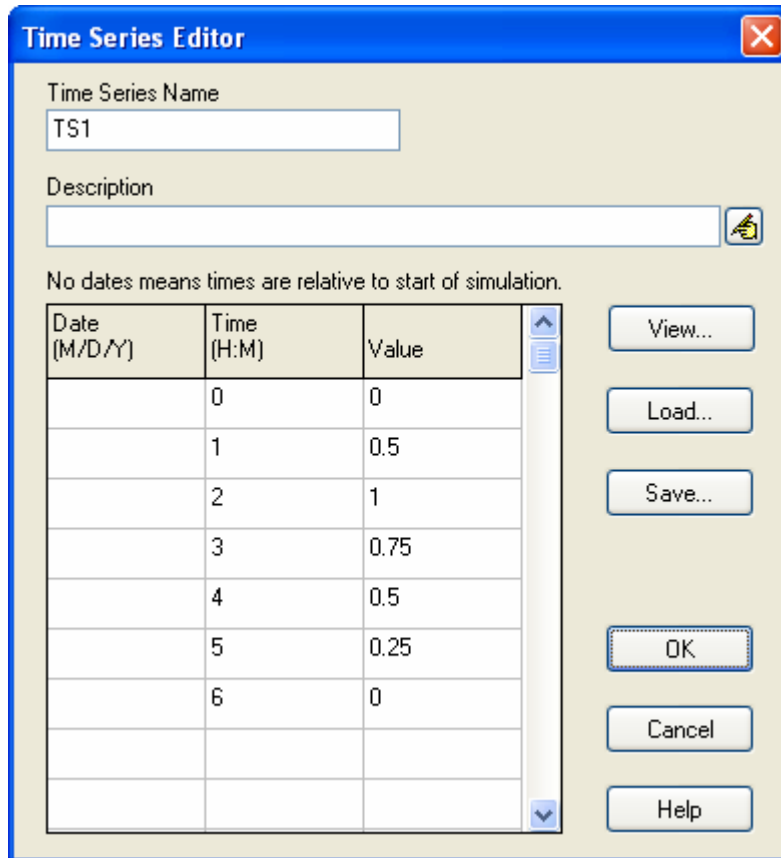 Time Series Editor
Time Series Name
TS1
Description
No dates means times are relative to start of simulation.
Date (M/D/Y) Time (H:M) Value
0 0
1 0.5
2 1
3 0.75
4 0.5
5 0.25
6 0
View...
Load...
Save...
OK
Cancel
Help